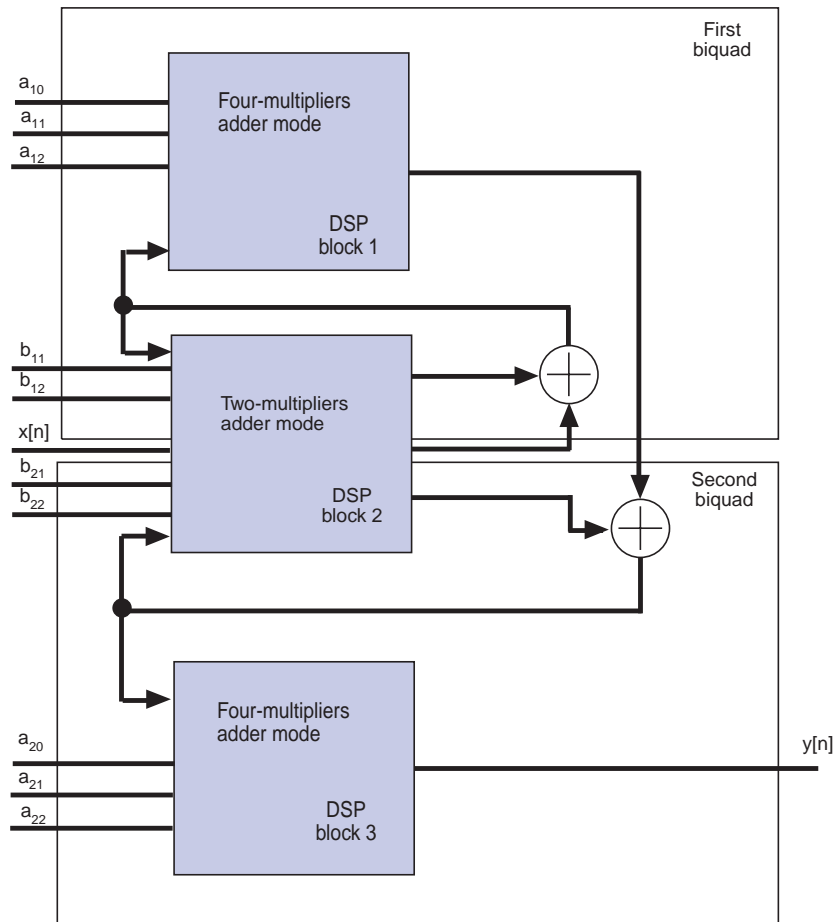 First
biquad
a₁₀
a₁₁
a₁₂
Four-multipliers
adder mode
DSP
block 1
b₁₁
b₁₂
x[n]
b₂₁
b₂₂
Two-multipliers
adder mode
DSP
block 2
Second
biquad
Four-multipliers
adder mode
DSP
block 3
a₂₀
a₂₁
a₂₂
y[n]